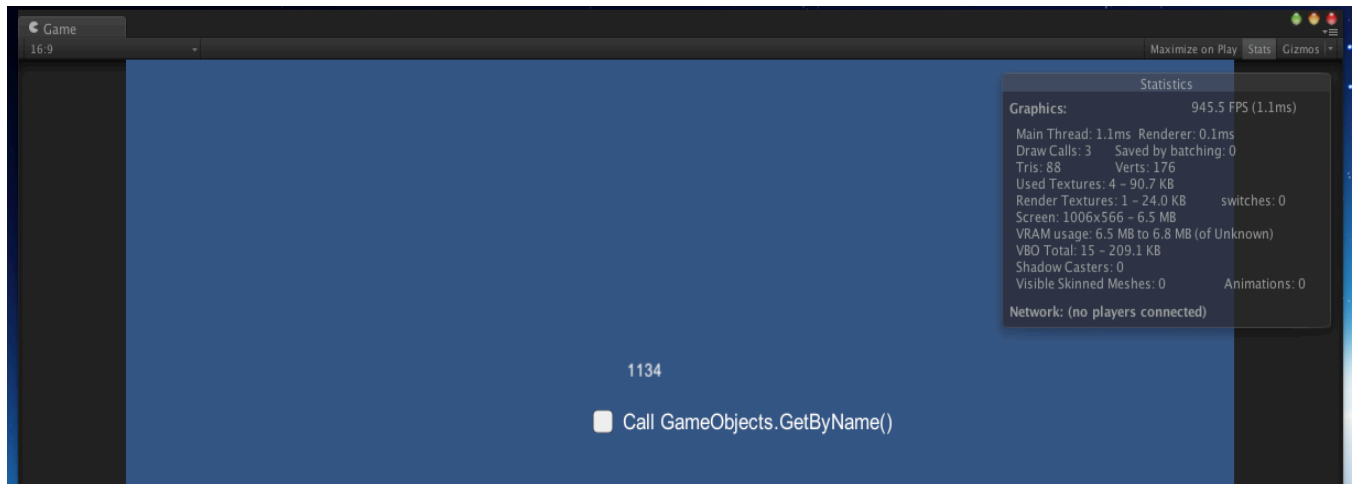 Game
16:9 Maximize on Play Stats Gizmos
Statistics
Graphics: 945.5 FPS (1.1ms)
Main Thread: 1.1ms Renderer: 0.1ms
Draw Calls: 3 Saved by batching: 0
Tris: 88 Verts: 176
Used Textures: 4 – 90.7 KB
Render Textures: 1 – 24.0 KB switches: 0
Screen: 1006x566 – 6.5 MB
VRAM usage: 6.5 MB to 6.8 MB (of Unknown)
VBO Total: 15 – 209.1 KB
Shadow Casters: 0
Visible Skinned Meshes: 0 Animations: 0
Network: (no players connected)
1134
Call GameObjects.GetByName()